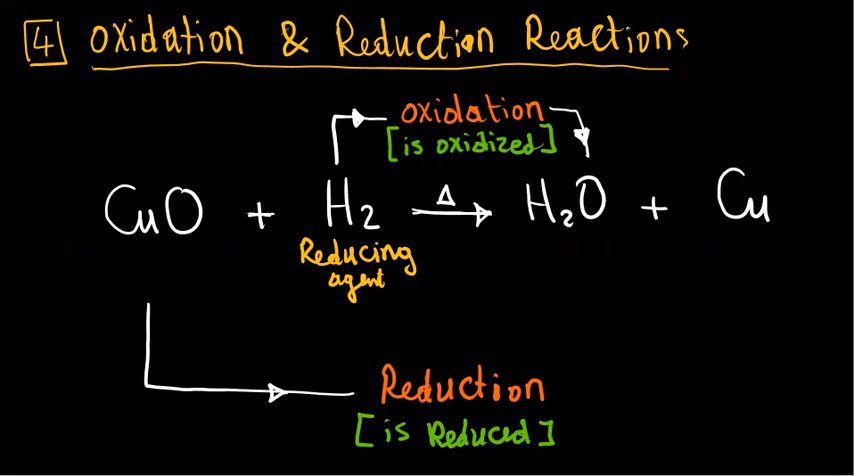 4 Oxidation & Reduction Reactions
oxidation
[is oxidized]
CuO + H₂ Δ→ H₂O + Cu
Reducing
agent
Reduction
[is Reduced]